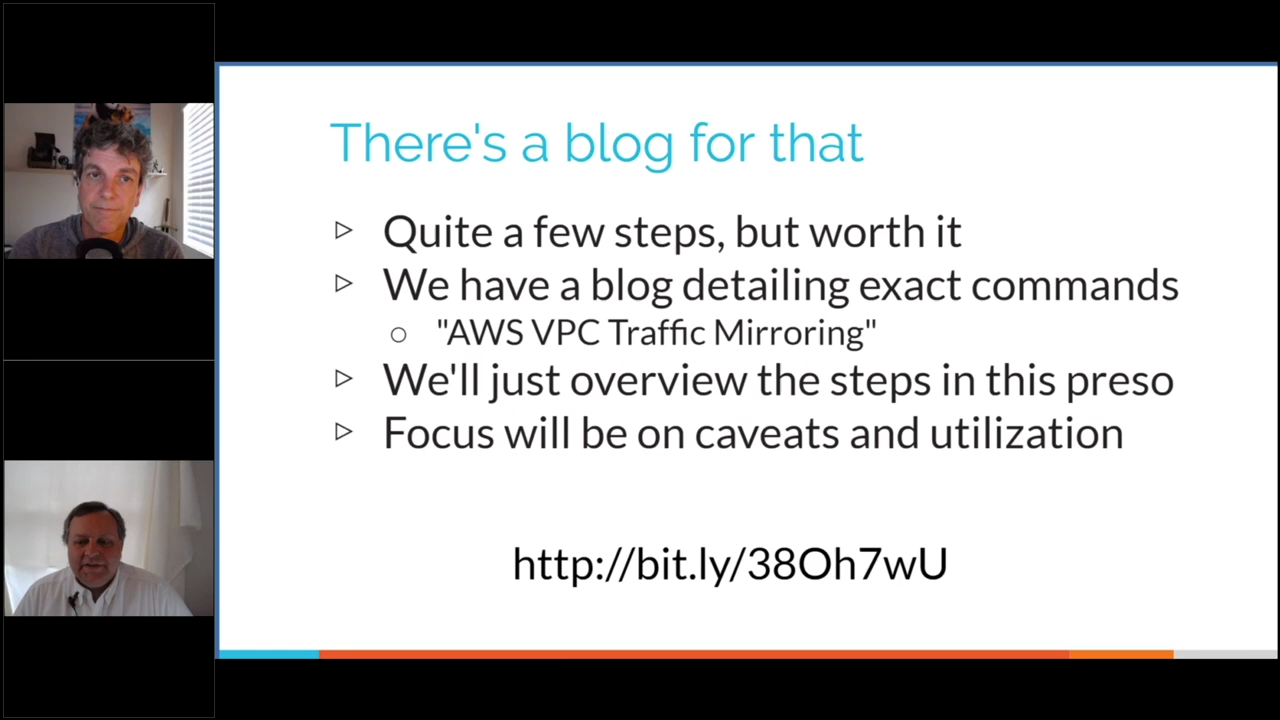 There's a blog for that
Quite a few steps, but worth it
We have a blog detailing exact commands
"AWS VPC Traffic Mirroring"
We'll just overview the steps in this preso
Focus will be on caveats and utilization
http://bit.ly/38Oh7wU